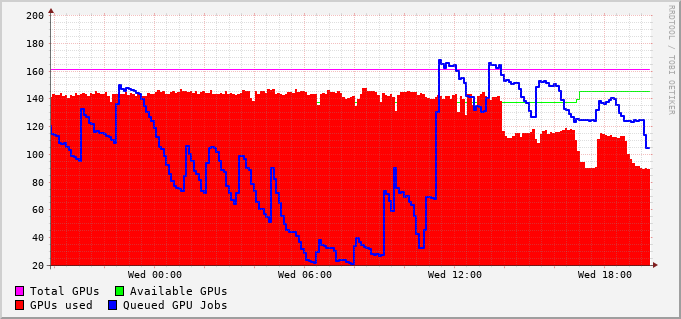 200
180
160
140
120
100
80
60
40
20
Wed 00:00 Wed 06:00 Wed 12:00 Wed 18:00
Total GPUs Available GPUs
GPUs used Queued GPU Jobs
RRDTOOL / TOBI OETIKER